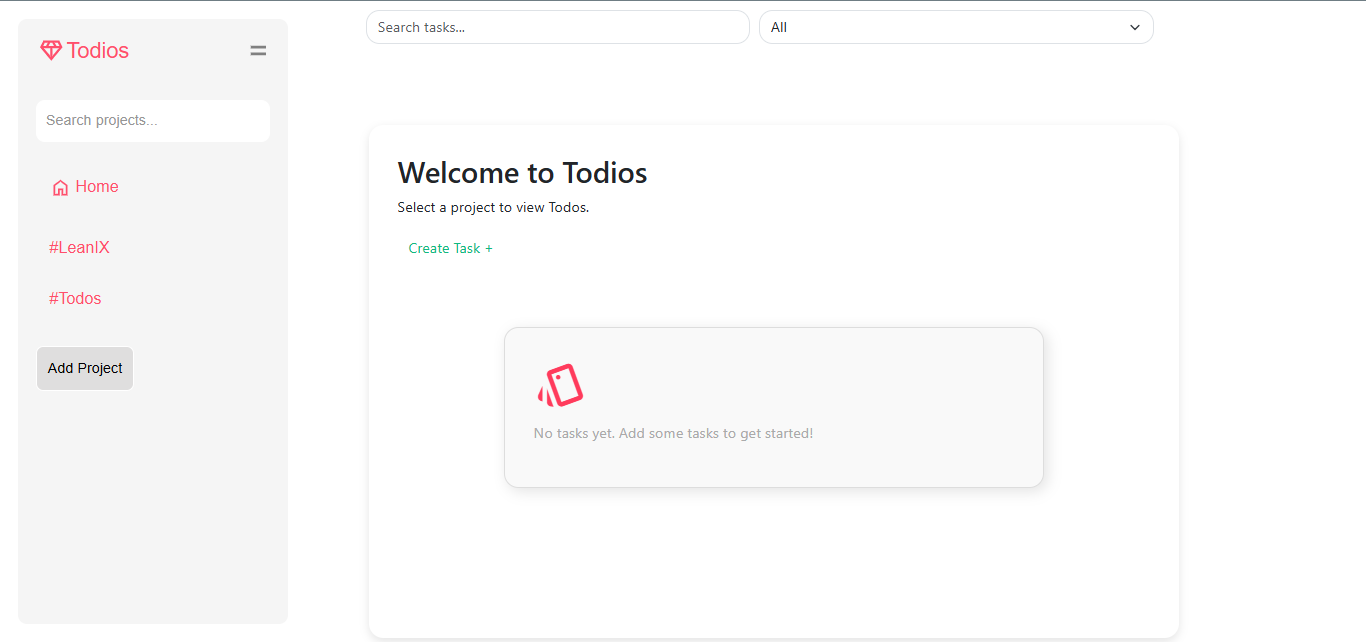 Todios
Search projects...
Home
#LeanIX
#Todos
Add Project
Search tasks...
All
Welcome to Todios
Select a project to view Todos.
Create Task +
No tasks yet. Add some tasks to get started!